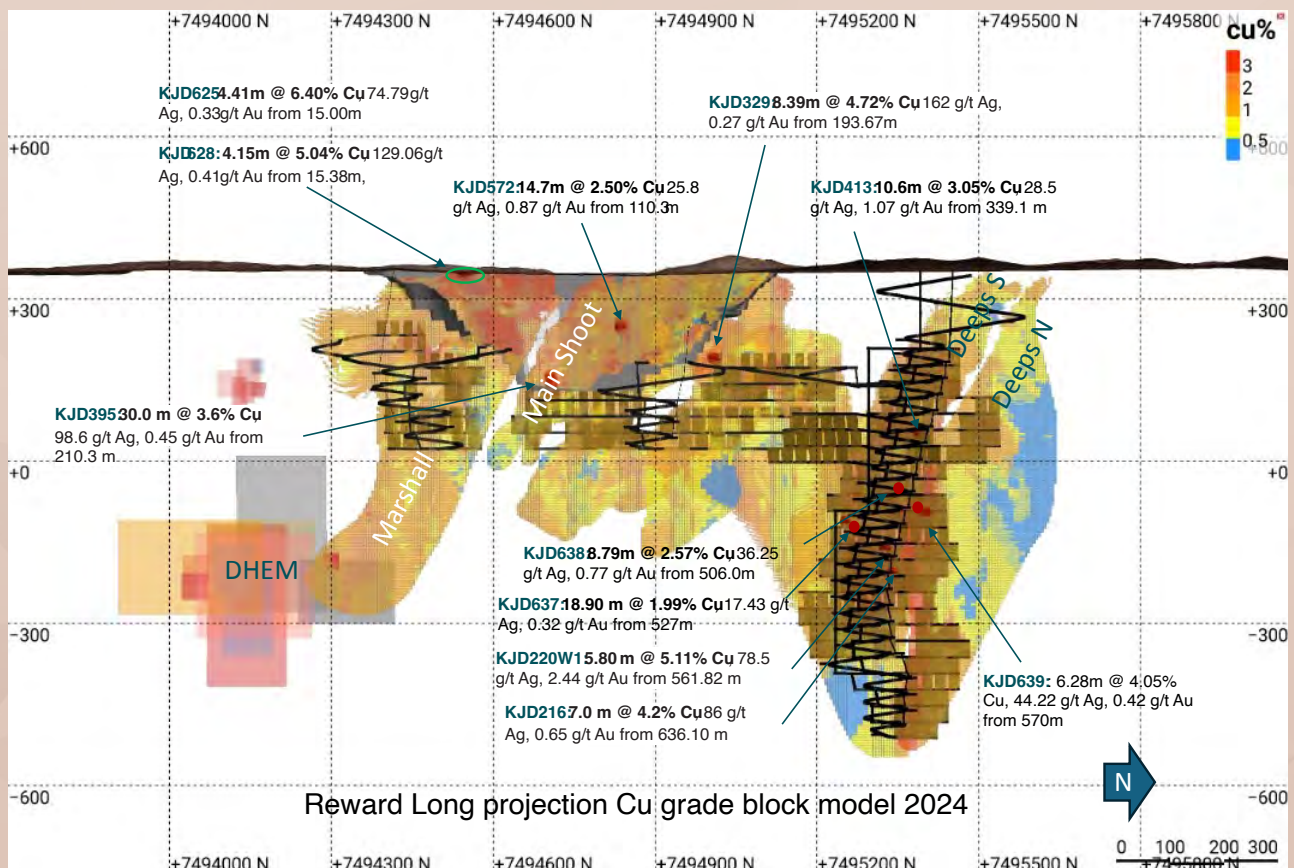 +7494000 N +7494300 N +7494600 N +7494900 N +7495200 N +7495500 N +7495800 N
cu%
3
2
1
0.5
+600
+600
KJD625 4.41m @ 6.40% Cu 74.79g/t
Ag, 0.33g/t Au from 15.00m
KJD628: 4.15m @ 5.04% Cu 129.06g/t
Ag, 0.41g/t Au from 15.38m,
KJD572: 14.7m @ 2.50% Cu 25.8
g/t Ag, 0.87 g/t Au from 110.3m
KJD329: 8.39m @ 4.72% Cu 162 g/t Ag,
0.27 g/t Au from 193.67m
KJD413: 10.6m @ 3.05% Cu 28.5
g/t Ag, 1.07 g/t Au from 339.1 m
+300
+300
Main Shoot
Deeps S
Deeps N
KJD395: 30.0 m @ 3.6% Cu
98.6 g/t Ag, 0.45 g/t Au from
210.3 m
+0
+0
Marshall
DHEM
KJD638: 8.79m @ 2.57% Cu 36.25
g/t Ag, 0.77 g/t Au from 506.0m
KJD637: 18.90 m @ 1.99% Cu 17.43 g/t
Ag, 0.32 g/t Au from 527m
KJD220W1 5.80 m @ 5.11% Cu 78.5
g/t Ag, 2.44 g/t Au from 561.82 m
KJD216: 7.0 m @ 4.2% Cu 86 g/t
Ag, 0.65 g/t Au from 636.10 m
KJD639: 6.28m @ 4.05%
Cu, 44.22 g/t Ag, 0.42 g/t Au
from 570m
−300
−300
N
−600
−600
Reward Long projection Cu grade block model 2024
0 100 200 300
+7494000 N +7494300 N +7494600 N +7494900 N +7495200 N +7495500 N